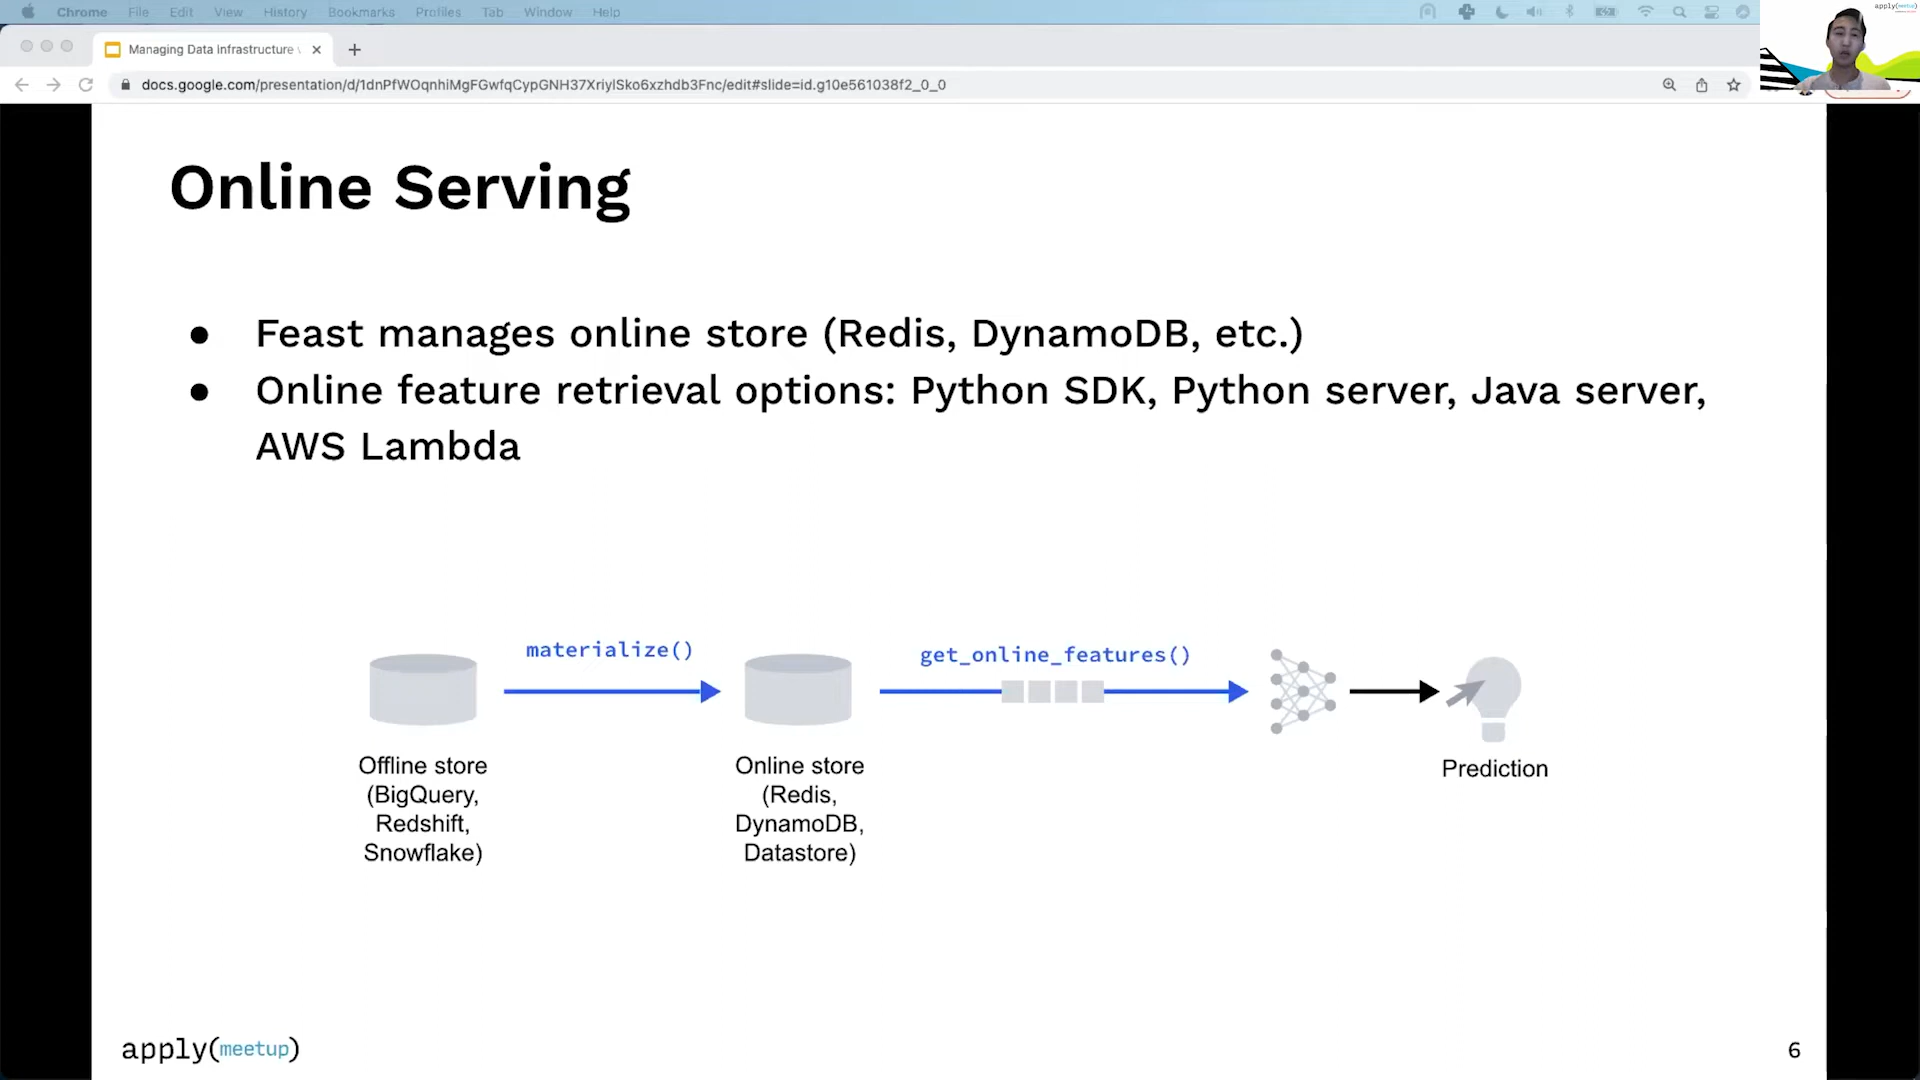 Chrome File Edit View History Bookmarks Profiles Tab Window Help
apply(meetup)
Managing Data Infrastructure
docs.google.com/presentation/d/1dnPfWOqnhiMgFGwfqCypGNH37XriylSko6xzhdb3Fnc/edit#slide=id.g10e561038f2_0_0
Online Serving
● Feast manages online store (Redis, DynamoDB, etc.)
● Online feature retrieval options: Python SDK, Python server, Java server,
AWS Lambda
materialize()
get_online_features()
Offline store
(BigQuery,
Redshift,
Snowflake)
Online store
(Redis,
DynamoDB,
Datastore)
Prediction
apply(meetup)
6